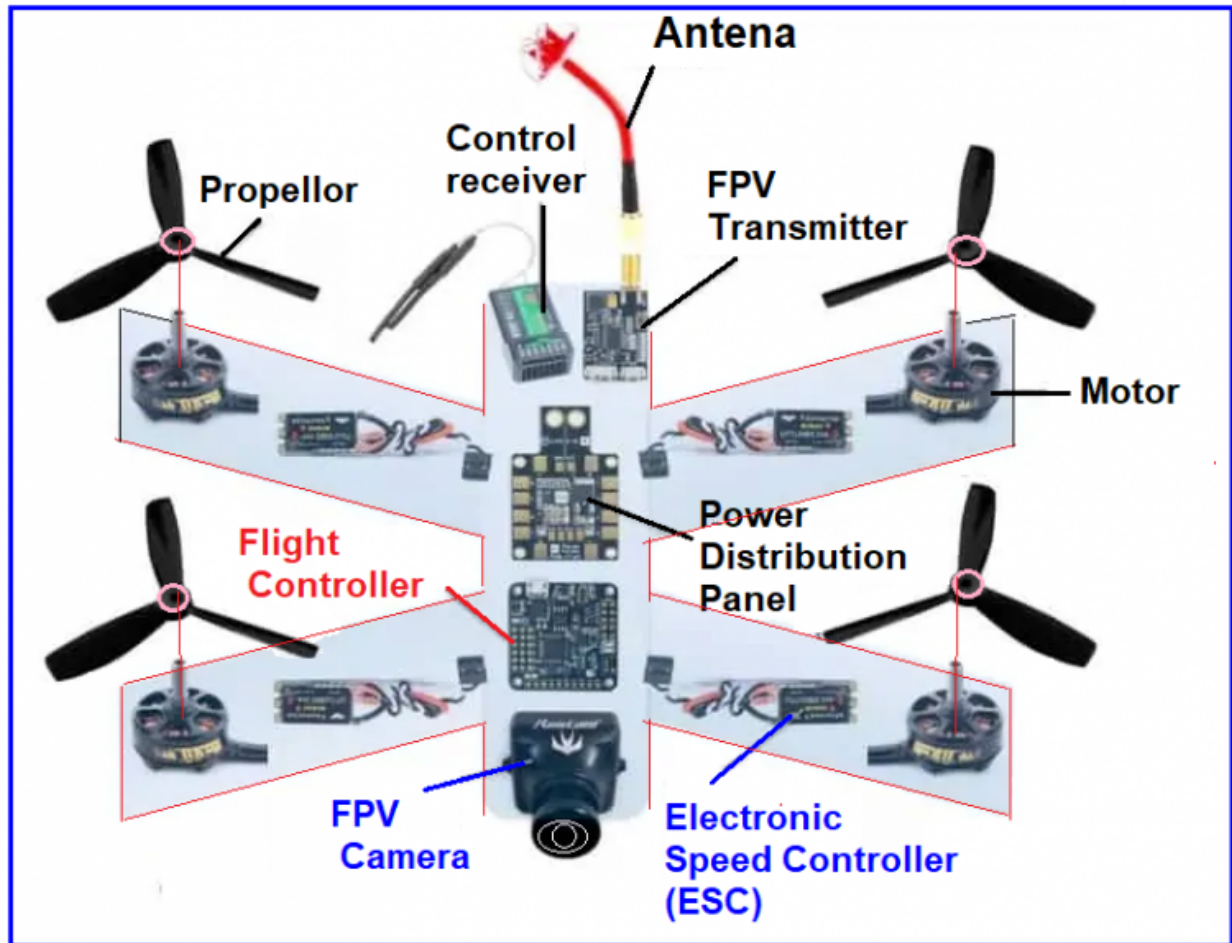 Antena
Control
receiver
Propellor
FPV
Transmitter
Motor
Power
Distribution
Panel
Flight
Controller
FPV
Camera
Electronic
Speed Controller
(ESC)